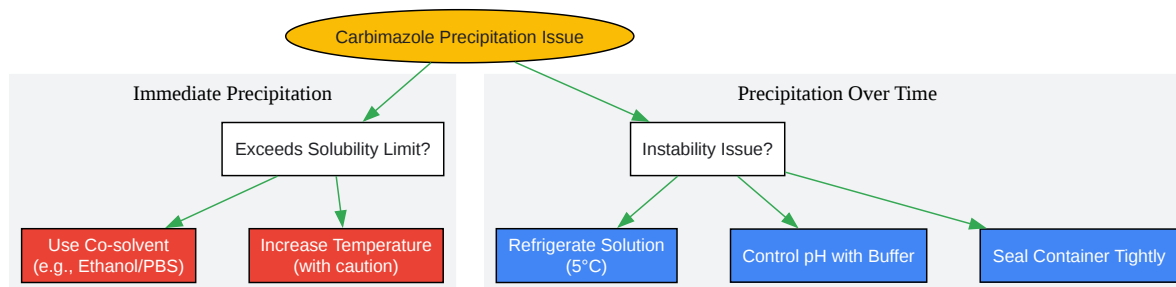 Carbimazole Precipitation Issue
Immediate Precipitation
Precipitation Over Time
Exceeds Solubility Limit?
Instability Issue?
Use Co-solvent
(e.g., Ethanol/PBS)
Increase Temperature
(with caution)
Refrigerate Solution
(5°C)
Control pH with Buffer
Seal Container Tightly